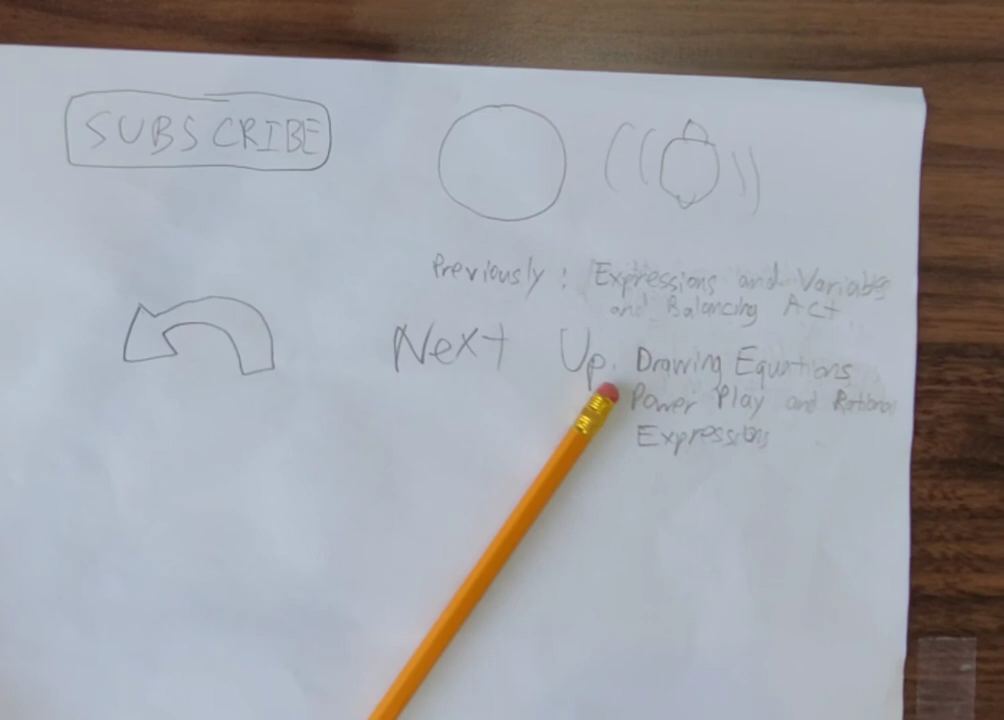 SUBSCRIBE
Previously: Expressions and Variables
and Balancing Act
Next Up: Drawing Equations
Power Play and Rational
Expressions